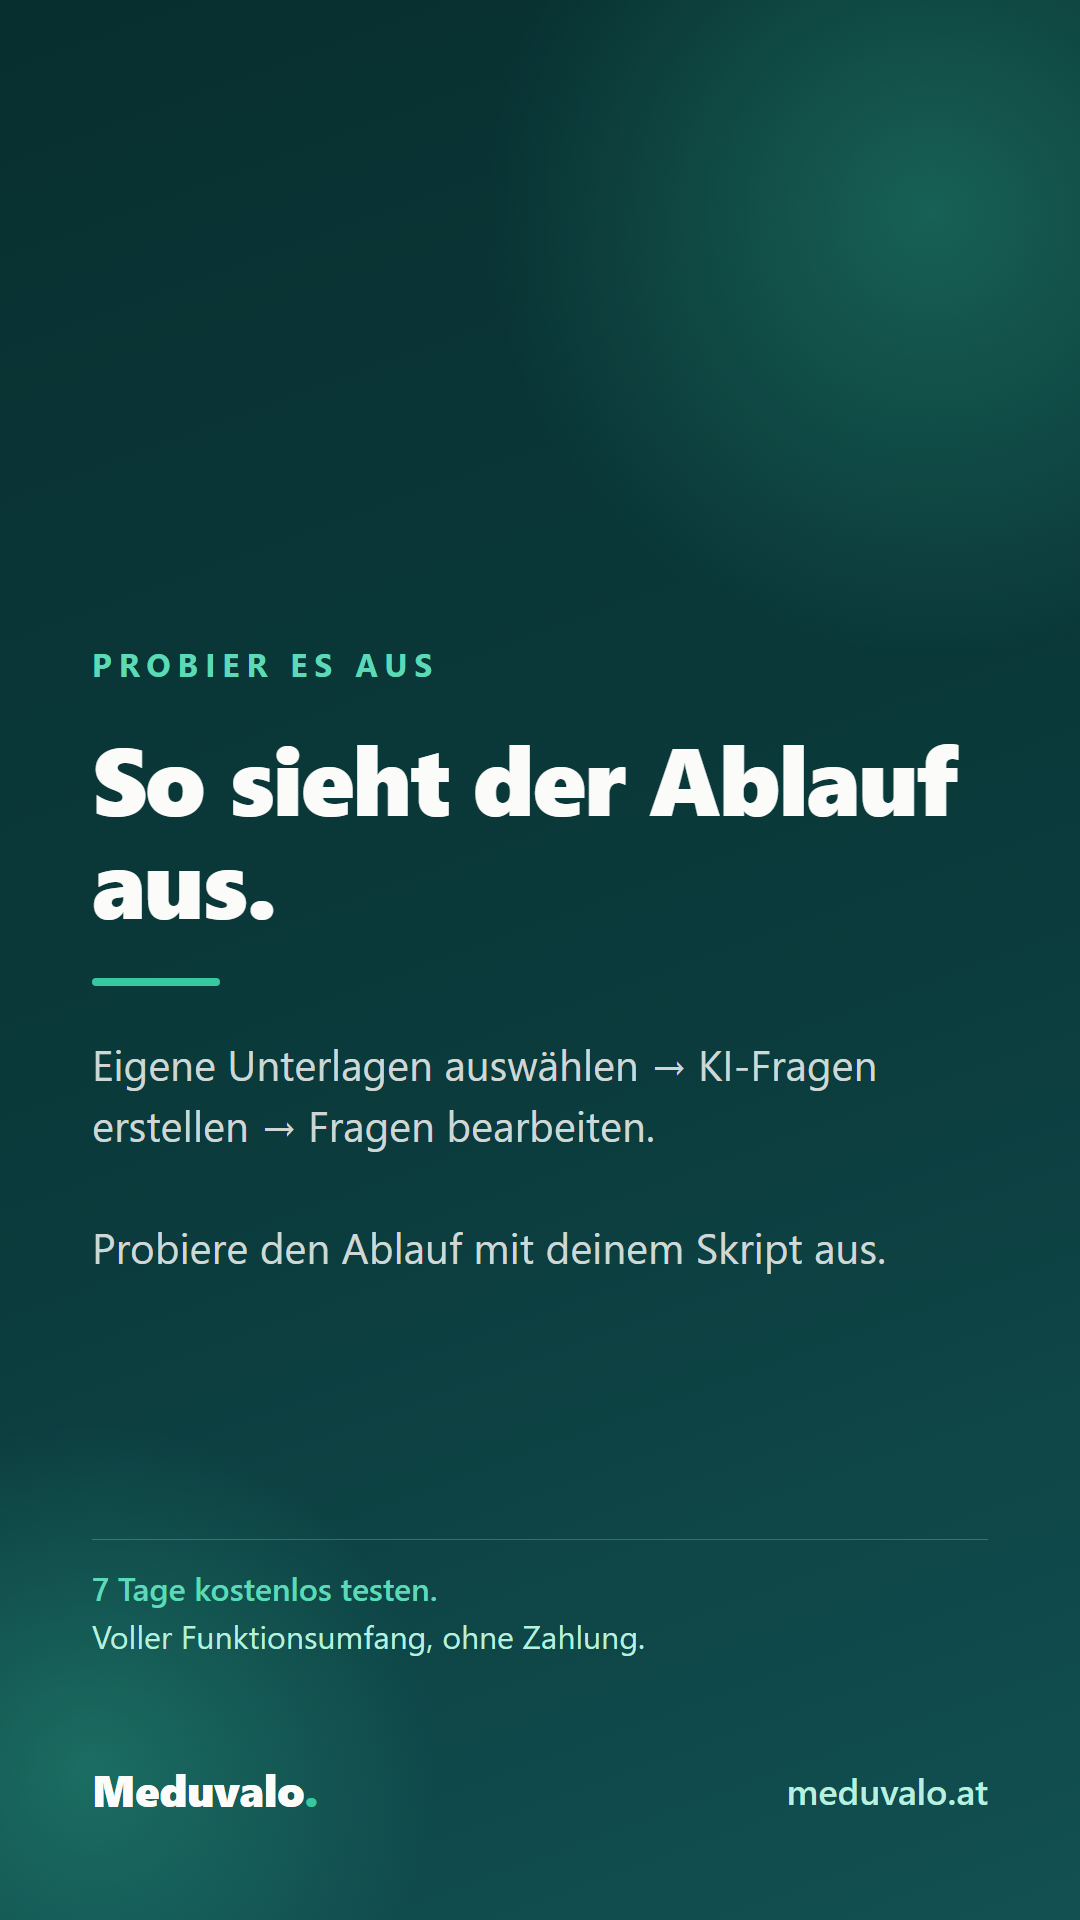 PROBIER ES AUS
So sieht der Ablauf
aus.
Eigene Unterlagen auswählen → KI-Fragen
erstellen → Fragen bearbeiten.
Probiere den Ablauf mit deinem Skript aus.
7 Tage kostenlos testen.
Voller Funktionsumfang, ohne Zahlung.
Meduvalo.
meduvalo.at